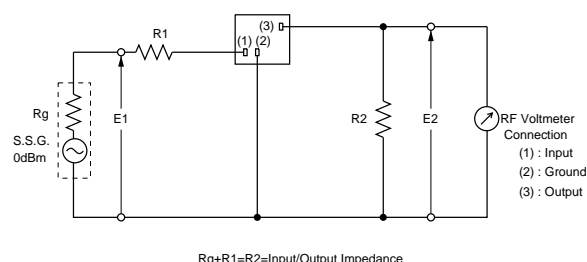 (3)
R1
(1) (2)
Rg
E1
R2
E2
RF Voltmeter
S.S.G.
Connection
0dBm
(1) : Input
(2) : Ground
(3) : Output
Rg+R1=R2=Input/Output Impedance